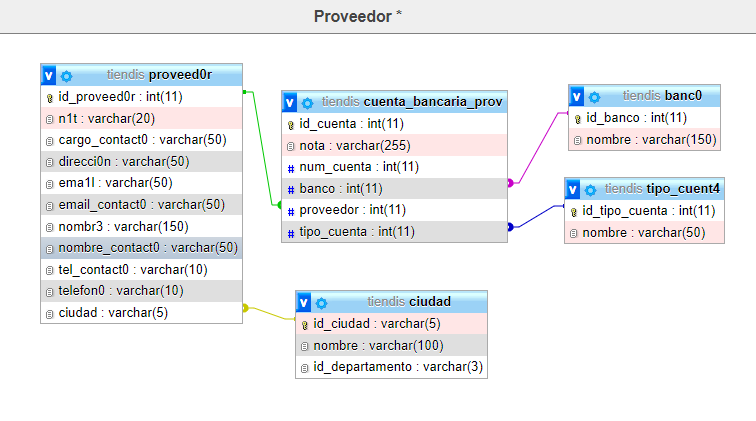 Proveedor *
tiendis proveed0r
id_proveed0r : int(11)
n1t : varchar(20)
cargo_contact0 : varchar(50)
direcci0n : varchar(50)
ema1l : varchar(50)
email_contact0 : varchar(50)
nombr3 : varchar(150)
nombre_contact0 : varchar(50)
tel_contact0 : varchar(10)
telefon0 : varchar(10)
ciudad : varchar(5)
tiendis cuenta_bancaria_prov
id_cuenta : int(11)
nota : varchar(255)
num_cuenta : int(11)
banco : int(11)
proveedor : int(11)
tipo_cuenta : int(11)
tiendis banc0
id_banco : int(11)
nombre : varchar(150)
tiendis tipo_cuent4
id_tipo_cuenta : int(11)
nombre : varchar(50)
tiendis ciudad
id_ciudad : varchar(5)
nombre : varchar(100)
id_departamento : varchar(3)